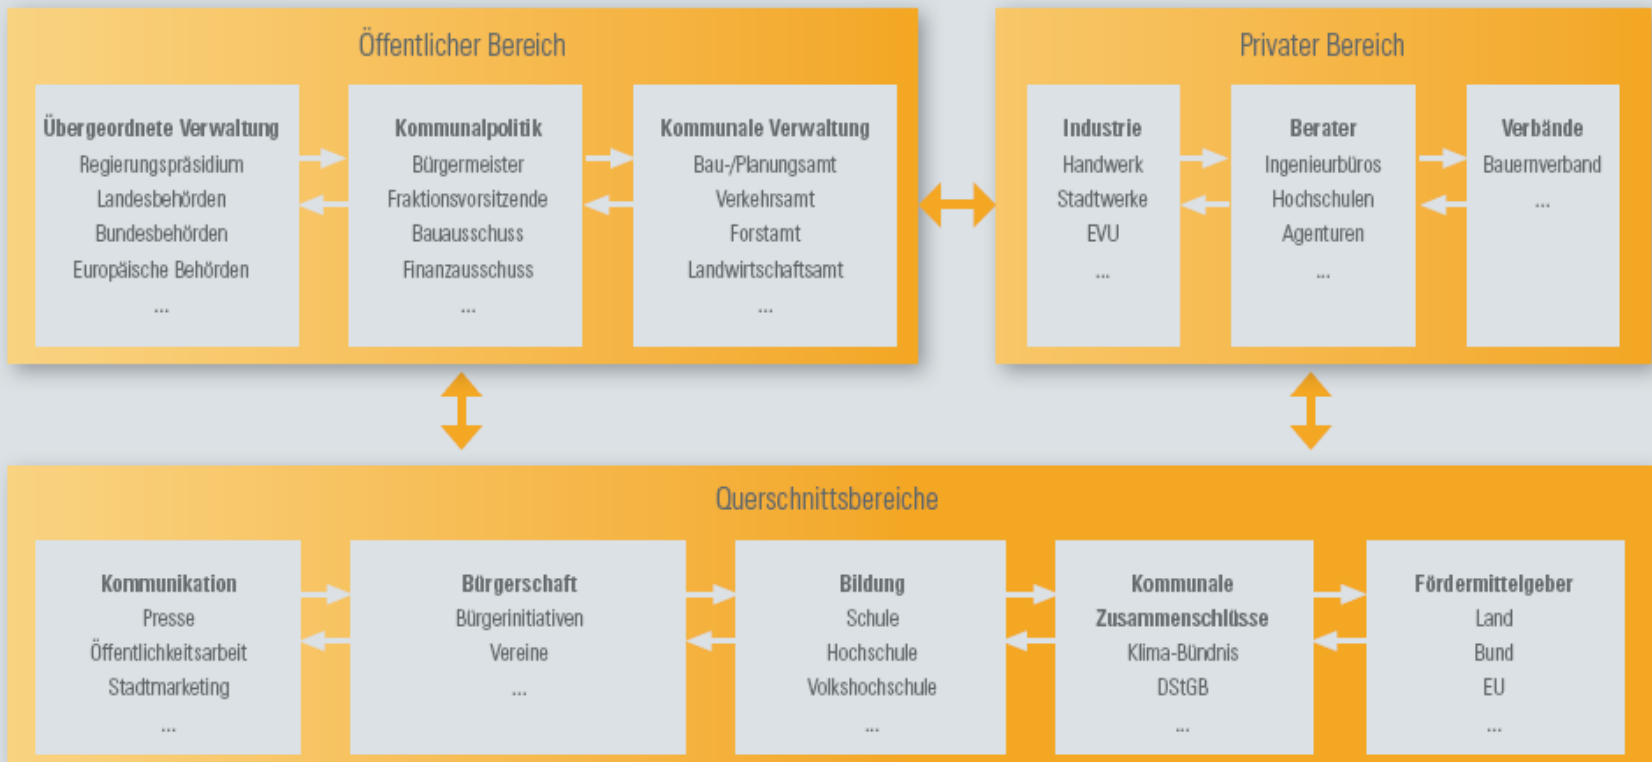 Öffentlicher Bereich
Übergeordnete Verwaltung
Regierungspräsidium
Landesbehörden
Bundesbehörden
Europäische Behörden
...
Kommunalpolitik
Bürgermeister
Fraktionsvorsitzende
Bauausschuss
Finanzausschuss
...
Kommunale Verwaltung
Bau-/Planungsamt
Verkehrsamt
Forstamt
Landwirtschaftsamt
...
Privater Bereich
Industrie
Handwerk
Stadtwerke
EVU
...
Berater
Ingenieurbüros
Hochschulen
Agenturen
...
Verbände
Bauernverband
...
Querschnittsbereiche
Kommunikation
Presse
Öffentlichkeitsarbeit
Stadtmarketing
...
Bürgerschaft
Bürgerinitiativen
Vereine
...
Bildung
Schule
Hochschule
Volkshochschule
...
Kommunale
Zusammenschlüsse
Klima-Bündnis
DStGB
...
Fördermittelgeber
Land
Bund
EU
...